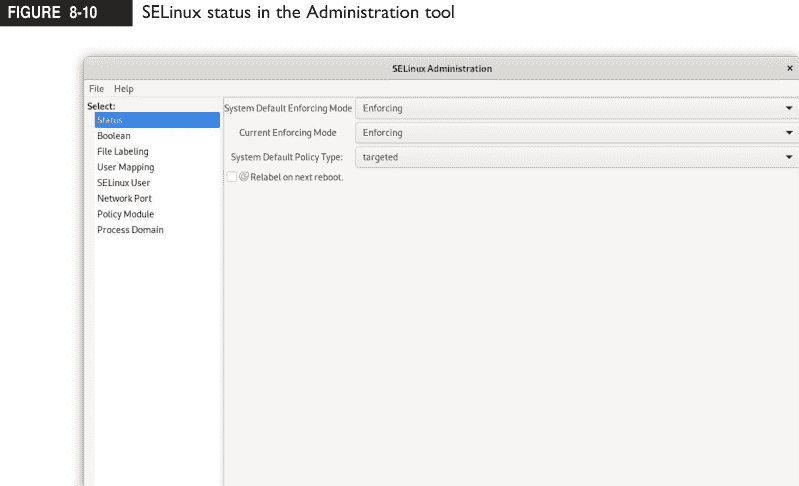 FIGURE 8-10 SELinux status in the Administration tool
SELinux Administration ×
File Help
Select:
Status
Boolean
File Labeling
User Mapping
SELinux User
Network Port
Policy Module
Process Domain
System Default Enforcing Mode Enforcing
Current Enforcing Mode Enforcing
System Default Policy Type: targeted
@ Relabel on next reboot.